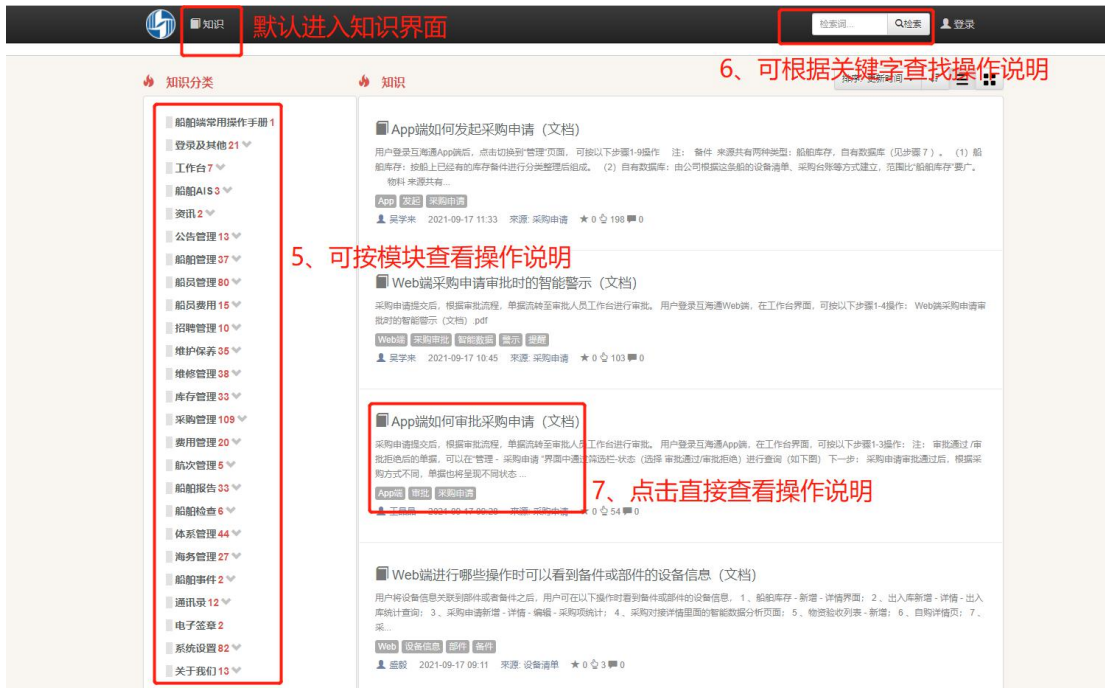 知识
默认进入知识界面
检索词...
检索
登录
6、可根据关键字查找操作说明
知识分类
知识
船舶端常用操作手册 1
登录及其他 21
工作台 7
船舶AIS 3
资讯 2
公告管理 13
船舶管理 37
船员管理 80
船员费用 15
招聘管理 10
维护保养 35
维修管理 38
库存管理 33
采购管理 109
费用管理 20
航次管理 5
船舶报告 33
船舶检查 6
体系管理 44
海务管理 27
船舶事件 2
通讯录 12
电子签章 2
系统设置 82
关于我们 13
5、可按模块查看操作说明
App端如何发起采购申请（文档）
用户登录互海通App端后，点击切换到“管理”页面， 可按以下步骤1-9操作 注： 备件 来源共有两种类型：船舶库存，自有数据库（见步骤 7 ）。 （1）船
舶库存：按船上已经有的库存备件进行分类整理后组成。 （2）自有数据库：由公司根据这条船的设备清单、采购台账等方式建立，范围比“船舶库存”要广。
物料 来源共有...
App 发起 采购申请
吴学来 2021-09-17 11:33 来源: 采购申请 0 198 0
Web端采购申请审批时的智能警示（文档）
采购申请提交后，根据审批流程，单据流转至审批人员工作台进行审批。 用户登录互海通Web端，在工作台界面，可按以下步骤1-4操作： Web端采购申请审
批时的智能警示（文档）.pdf
Web端 采购审批 智能数据 警示 提醒
吴学来 2021-09-17 10:45 来源: 采购申请 0 103 0
App端如何审批采购申请（文档）
采购申请提交后，根据审批流程，单据流转至审批人员工作台进行审批。 用户登录互海通App端，在工作台界面，可按以下步骤1-3操作： 注： 审批通过 /审
批拒绝后的单据，可以在“管理 - 采购申请 ”界面中通过筛选栏-状态（选择 审批通过/审批拒绝）进行查询（如下图） 下一步： 采购申请审批通过后，根据采
购方式不同，单据也将呈现不同状态 ...
App端 审批 采购申请
7、点击直接查看操作说明
来源: 采购申请 0 54 0
Web端进行哪些操作时可以看到备件或部件的设备信息（文档）
用户将设备信息关联到部件或者备件之后，用户可在以下操作时看到备件或部件的设备信息， 1 、船舶库存 - 新增 - 详情界面； 2 、出入库新增 - 详情 - 出入
库统计查询； 3 、采购申请新增 - 详情 - 编辑 - 采购项统计； 4 、采购对接详情里面的智能数据分析页面； 5 、物资验收列表 - 新增； 6 、自购详情页； 7 、
采...
Web 设备信息 部件 备件
盛毅 2021-09-17 09:11 来源: 设备清单 0 3 0